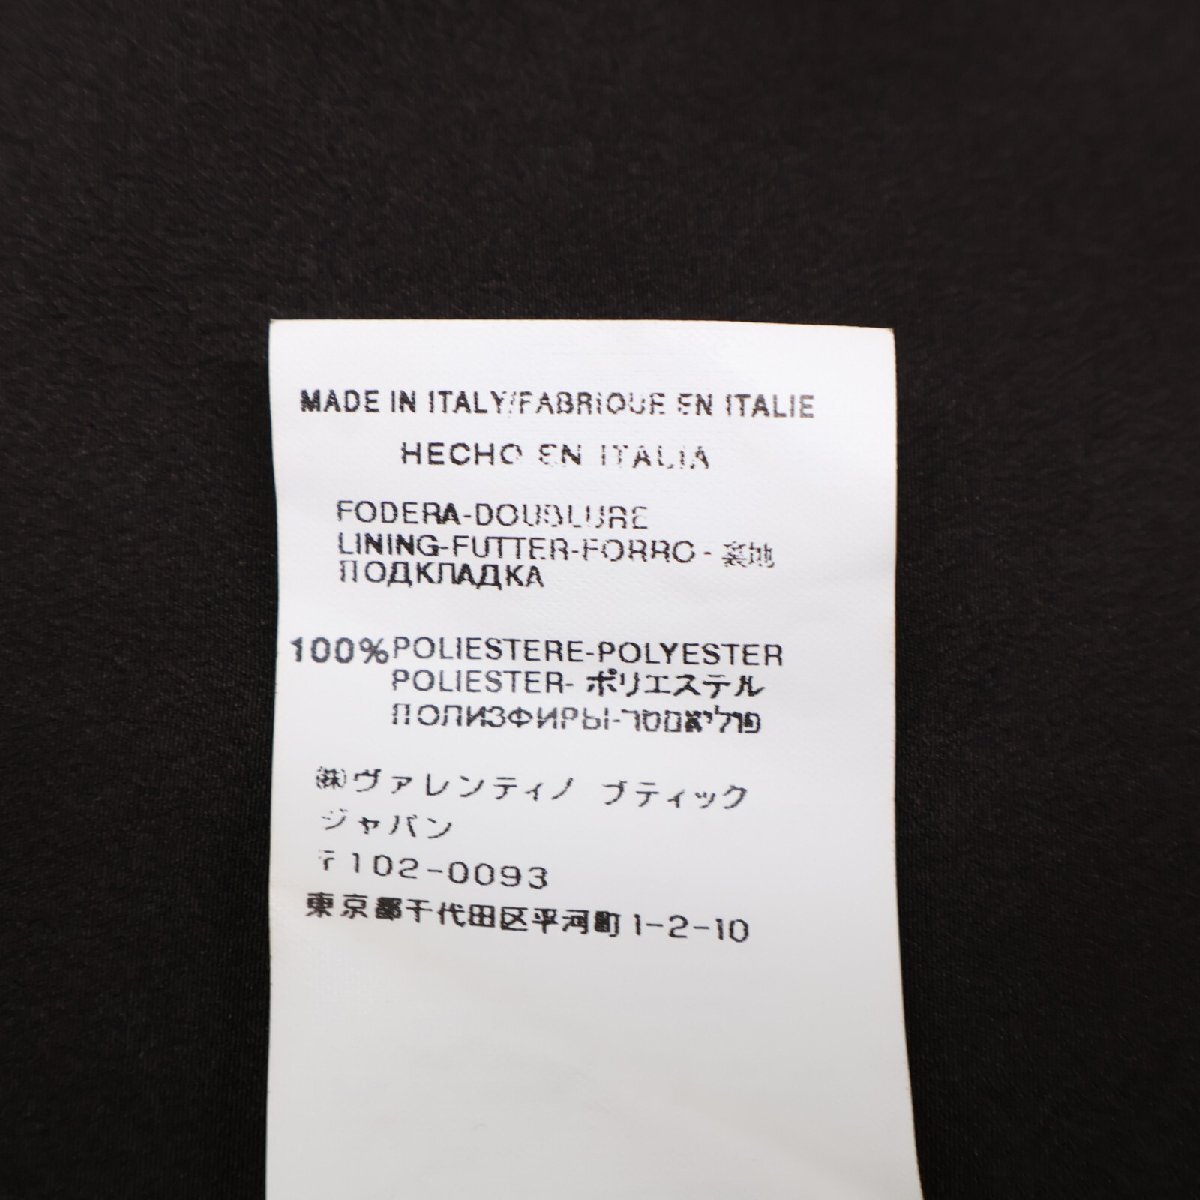 MADE IN ITALY/FABRIQUE EN ITALIE
HECHO EN ITALIA
FODERA-DOUBLURE
LINING-FUTTER-FORRO - 裏地
ПОДКЛАДКА
100% POLIESTERE-POLYESTER
POLIESTER- ポリエステル
ПОЛИЗФИРЫ-פוליאסטר
㈱ヴァレンティノ ブティック
ジャパン
〒102-0093
東京都千代田区平河町1-2-10